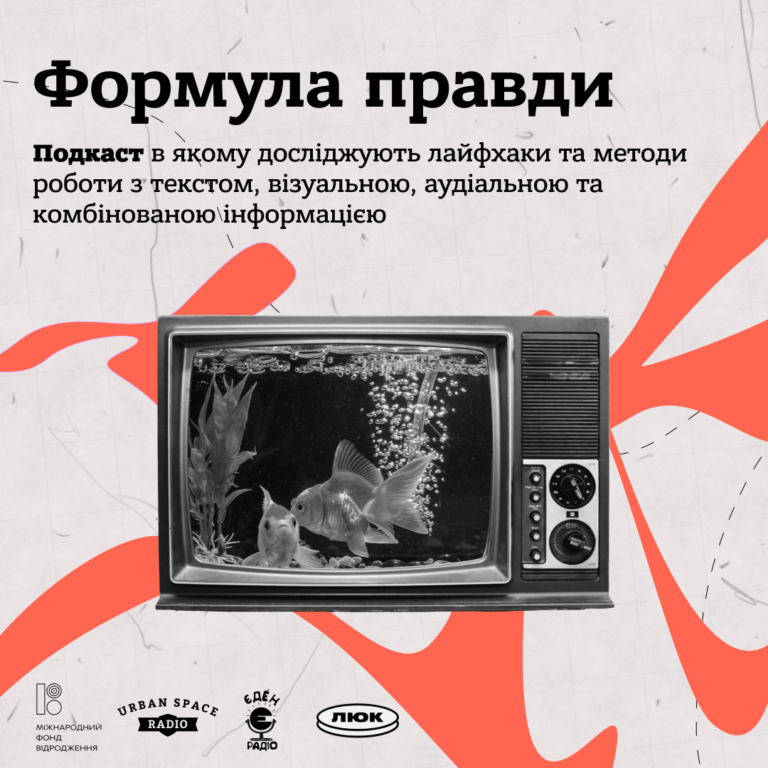 Формула правди
Подкаст в якому досліджують лайфхаки та методи
роботи з текстом, візуальною, аудіальною та
комбінованою інформацією
МІЖНАРОДНИЙ
ФОНД
ВІДРОДЖЕННЯ
URBAN SPACE
RADIO
ЄДЕН
РАДІО
ЛЮК